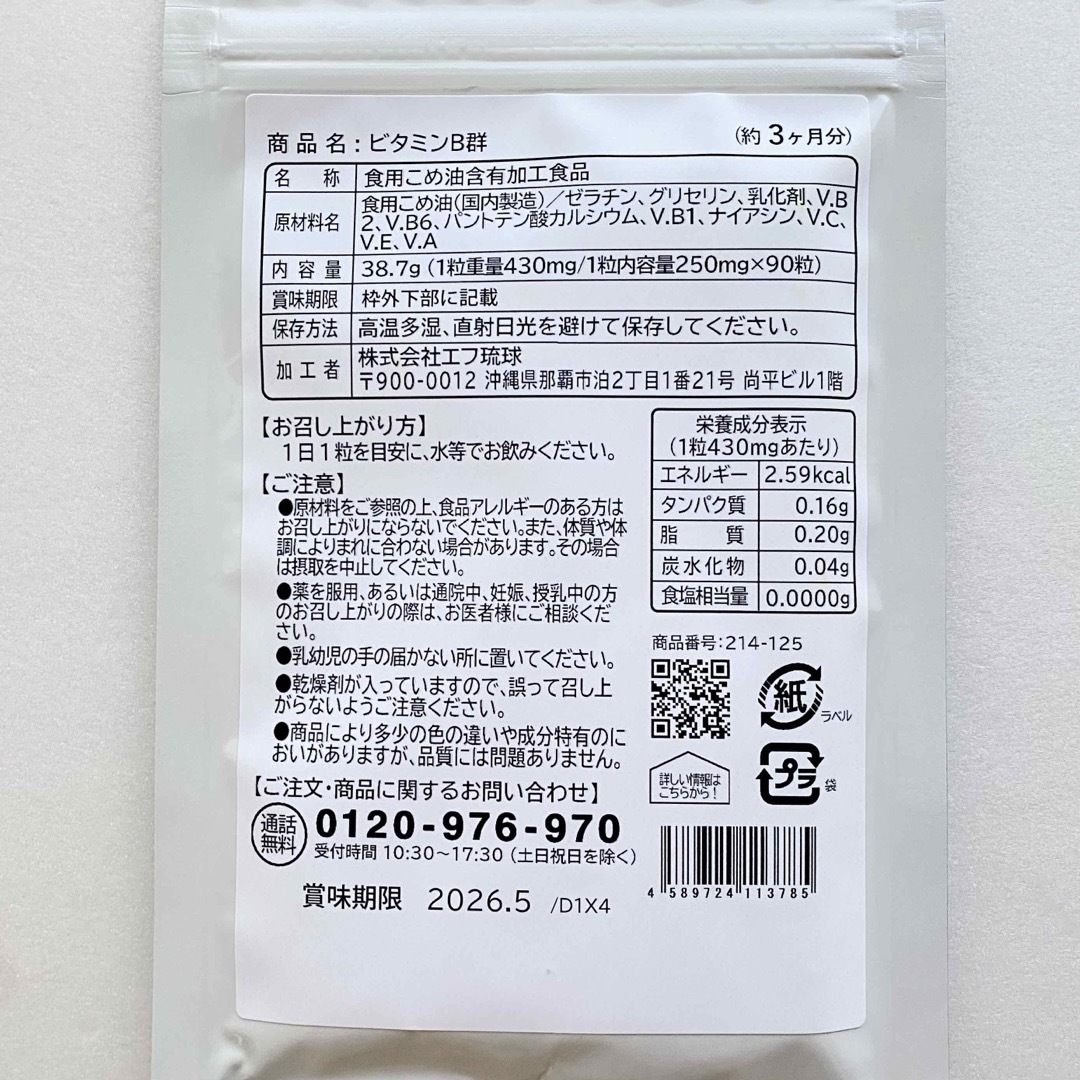 商品名：ビタミンB群 （約3ヶ月分）
名 称 食用こめ油含有加工食品
原材料名 食用こめ油（国内製造）／ゼラチン、グリセリン、乳化剤、V.B
2、V.B6、パントテン酸カルシウム、V.B1、ナイアシン、V.C、
V.E、V.A
内容量 38.7g（1粒重量430mg/1粒内容量250mg×90粒）
賞味期限 枠外下部に記載
保存方法 高温多湿、直射日光を避けて保存してください。
加工者 株式会社エフ琉球
〒900-0012 沖縄県那覇市泊2丁目1番21号 尚平ビル1階
【お召し上がり方】
1日1粒を目安に、水等でお飲みください。
【ご注意】
●原材料をご参照の上、食品アレルギーのある方は
お召し上がりにならないでください。また、体質や体
調によりまれに合わない場合があります。その場合
は摂取を中止してください。
●薬を服用、あるいは通院中、妊娠、授乳中の方
のお召し上がりの際は、お医者様にご相談くだ
さい。
●乳幼児の手の届かない所に置いてください。
●乾燥剤が入っていますので、誤って召し上
がらないようご注意ください。
●商品により多少の色の違いや成分特有のに
おいがありますが、品質には問題ありません。
【ご注文・商品に関するお問い合わせ】
通話
無料
0120-976-970
受付時間 10:30～17:30（土日祝日を除く）
賞味期限 2026.5 /D1X4
栄養成分表示
（1粒430mgあたり）
エネルギー 2.59kcal
タンパク質 0.16g
脂 質 0.20g
炭水化物 0.04g
食塩相当量 0.0000g
商品番号：214-125
紙
ラベル
詳しい情報は
こちらから！
プラ
袋
4 589724 113785